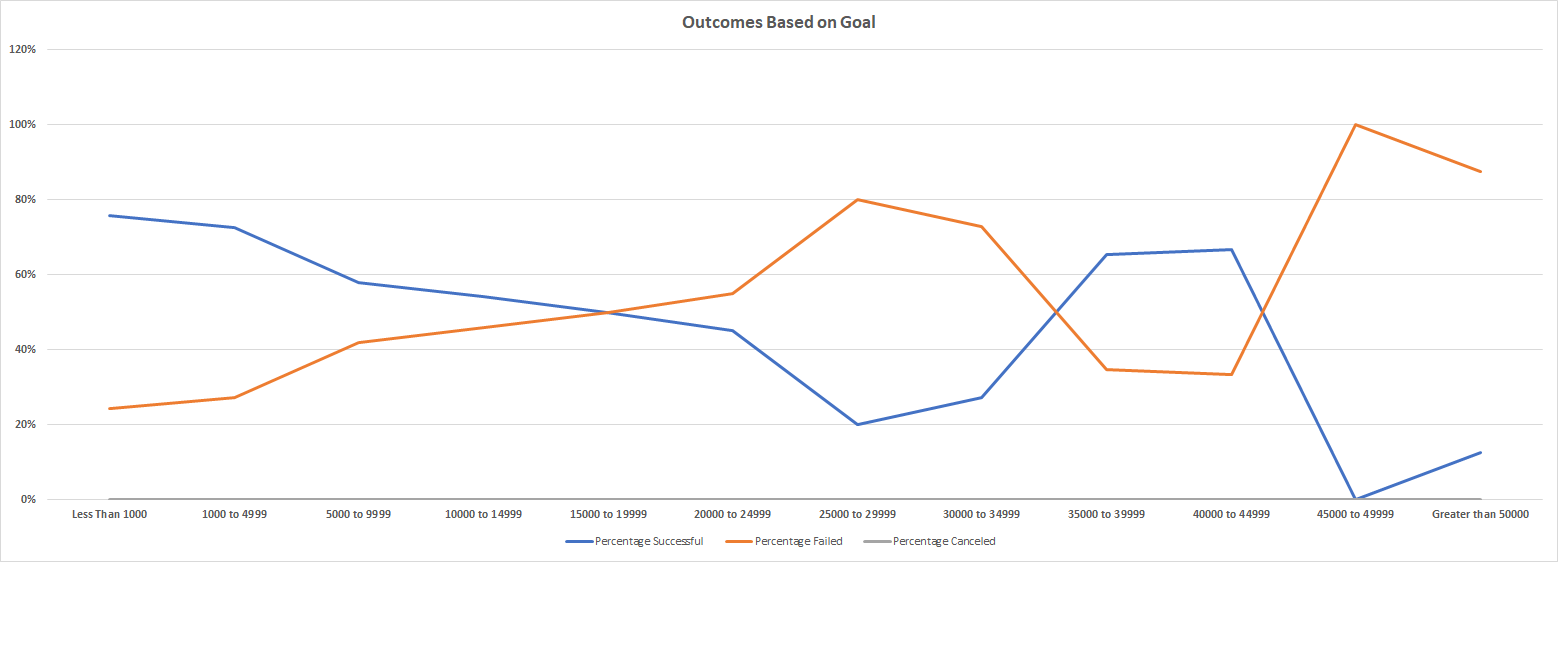 Outcomes Based on Goal
120%
100%
80%
60%
40%
20%
0%
Less Than 1000 1000 to 4999 5000 to 9999 10000 to 14999 15000 to 19999 20000 to 24999 25000 to 29999 30000 to 34999 35000 to 39999 40000 to 44999 45000 to 49999 Greater than 50000
Percentage Successful Percentage Failed Percentage Canceled